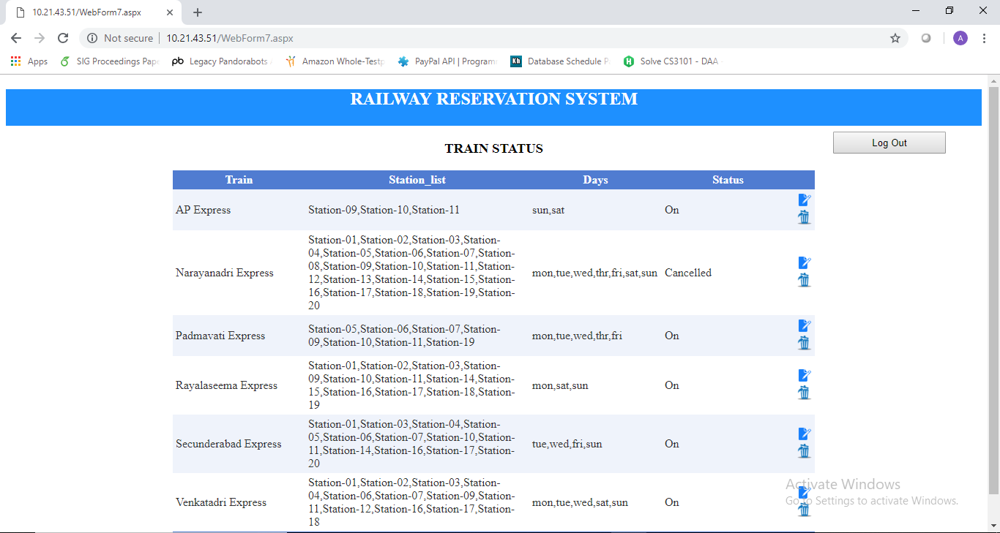 10.21.43.51/WebForm7.aspx
Not secure
10.21.43.51/WebForm7.aspx
A
Apps
SIG Proceedings Pape
pb Legacy Pandorabots
Amazon Whole-Testp
PayPal API | Program
Kh Database Schedule P
H Solve CS3101 - DAA
RAILWAY RESERVATION SYSTEM
Log Out
TRAIN STATUS
Train Station_list Days Status
AP Express Station-09,Station-10,Station-11 sun,sat On
Station-01,Station-02,Station-03,Station-
04,Station-05,Station-06,Station-07,Station-
08,Station-09,Station-10,Station-11,Station-
Narayanadri Express 12,Station-13,Station-14,Station-15,Station- mon,tue,wed,thr,fri,sat,sun Cancelled
16,Station-17,Station-18,Station-19,Station-
20
Padmavati Express Station-05,Station-06,Station-07,Station- mon,tue,wed,thr,fri On
09,Station-10,Station-11,Station-19
Station-01,Station-02,Station-03,Station-
Rayalaseema Express 09,Station-10,Station-11,Station-14,Station- mon,sat,sun On
15,Station-16,Station-17,Station-18,Station-
19
Station-01,Station-03,Station-04,Station-
Secunderabad Express 05,Station-06,Station-07,Station-10,Station- tue,wed,fri,sun On
11,Station-14,Station-16,Station-17,Station-
20
Station-01,Station-02,Station-03,Station-
Venkatadri Express 04,Station-06,Station-07,Station-09,Station- mon,tue,wed,sat,sun On
11,Station-12,Station-16,Station-17,Station-
18
Activate Windows
Go to Settings to activate Windows.